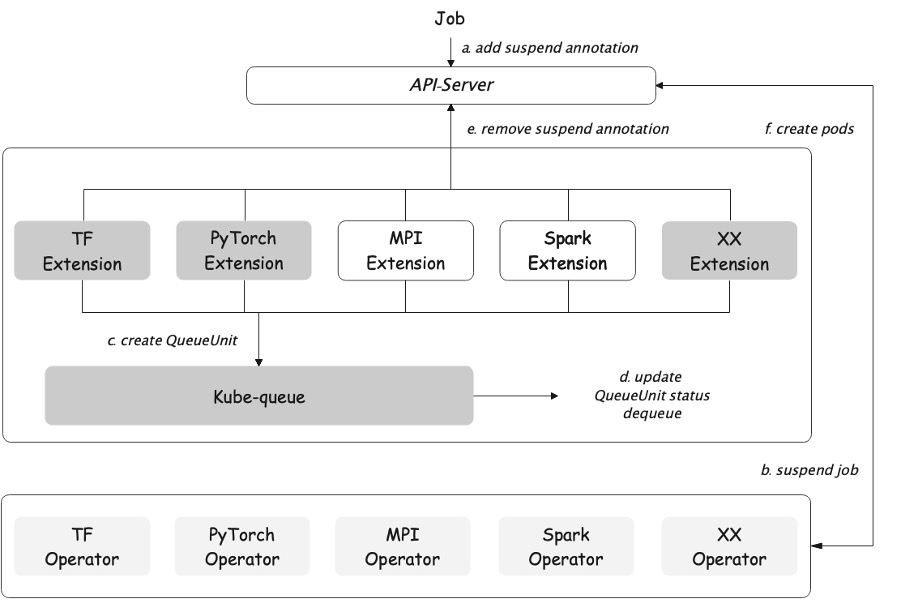 Job
a. add suspend annotation
API-Server
e. remove suspend annotation
f. create pods
TF
Extension
PyTorch
Extension
MPI
Extension
Spark
Extension
XX
Extension
c. create QueueUnit
Kube-queue
d. update
QueueUnit status
dequeue
b. suspend job
TF
Operator
PyTorch
Operator
MPI
Operator
Spark
Operator
XX
Operator